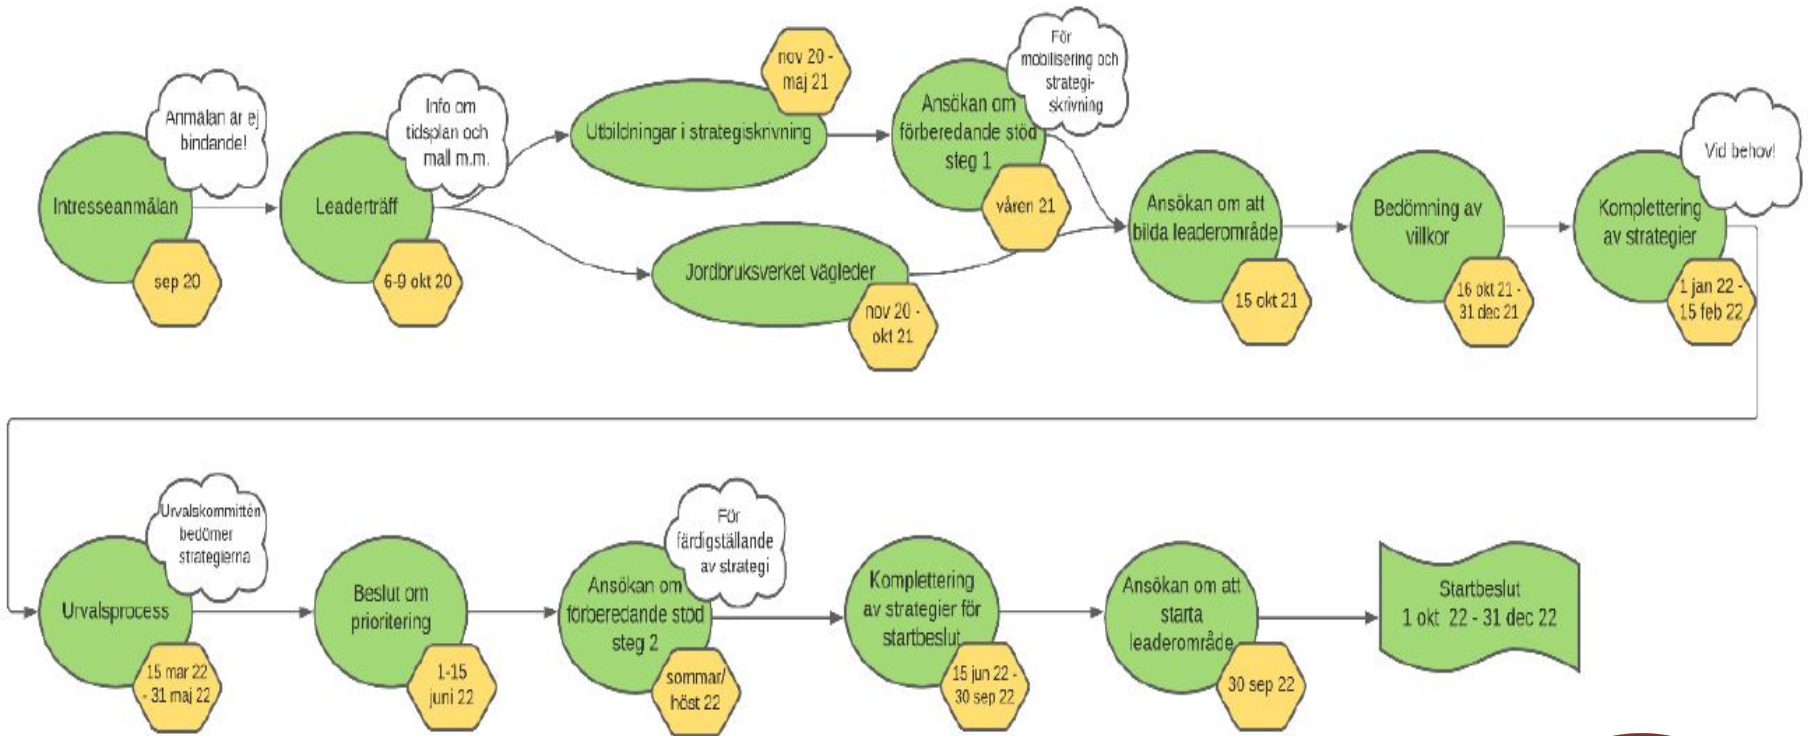 Intresseanmälan
Anmälan är ej
bindande!
sep 20
Leaderträff
Info om
tidsplan och
mall m.m.
6-9 okt 20
Utbildningar i strategiskrivning
nov 20 -
maj 21
Ansökan om
förberedande stöd
steg 1
För
mobilisering och
strategi-
skrivning
våren 21
Jordbruksverket vägleder
nov 20 -
okt 21
Ansökan om att
bilda leaderområde
15 okt 21
Bedömning av
villkor
16 okt 21 -
31 dec 21
Komplettering
av strategier
Vid behov!
1 jan 22 -
15 feb 22
Urvalsprocess
Urvalskommittén
bedömer
strategierna
15 mar 22
- 31 maj 22
Beslut om
prioritering
1-15
juni 22
Ansökan om
förberedande stöd
steg 2
För
färdigställande
av strategi
sommar/
höst 22
Komplettering
av strategier för
startbeslut
15 jun 22 -
30 sep 22
Ansökan om att
starta
leaderområde
30 sep 22
Startbeslut
1 okt 22 - 31 dec 22